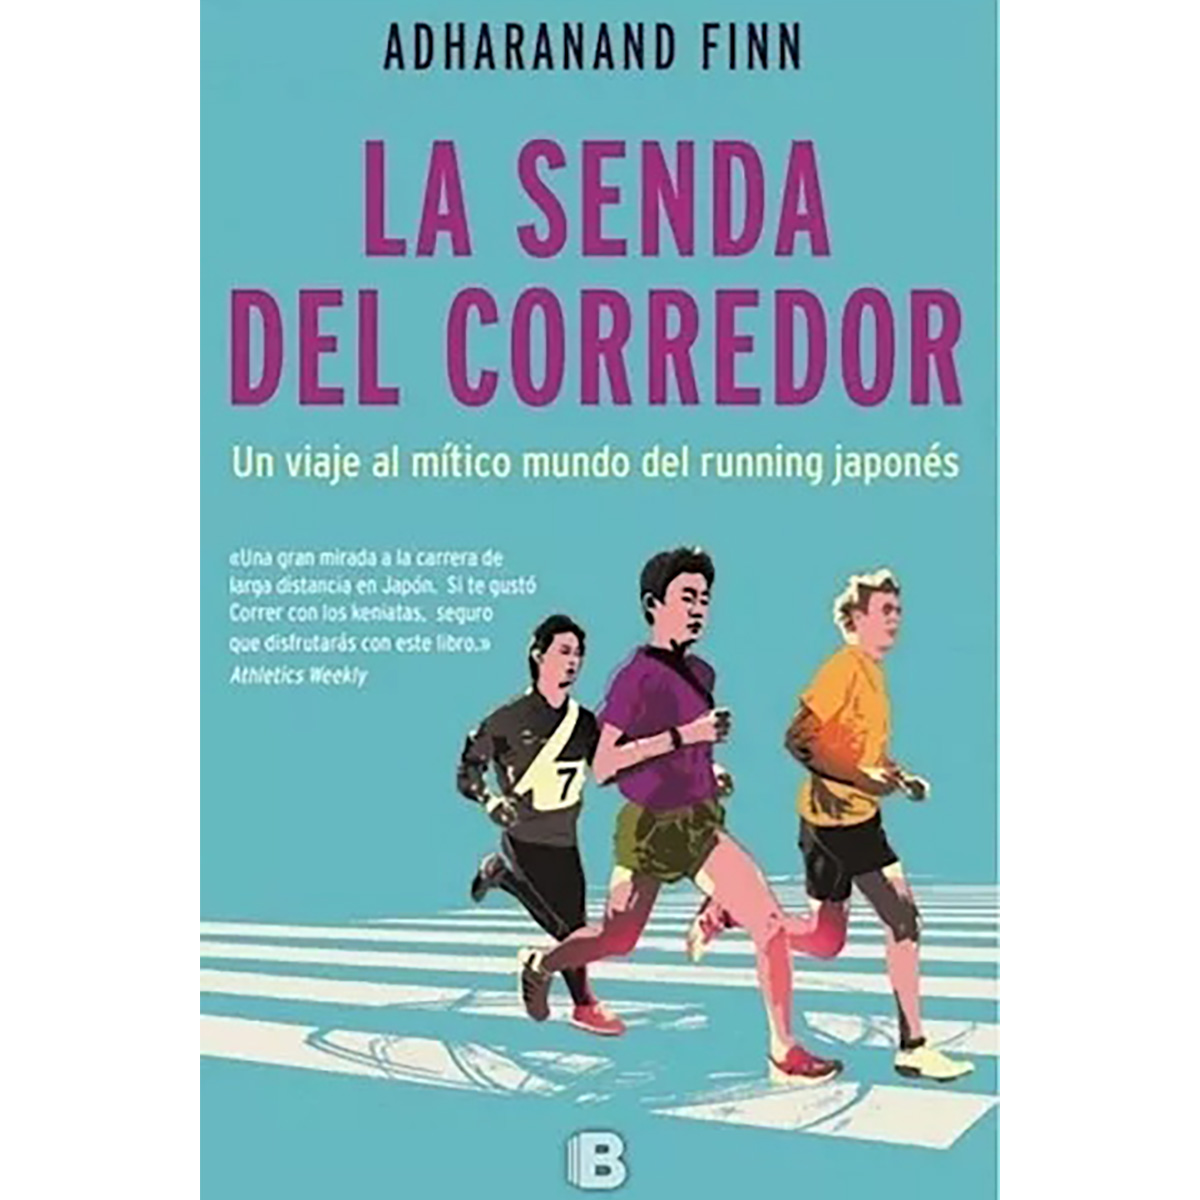 ADHARANAND FINN
LA SENDA
DEL CORREDOR
Un viaje al mítico mundo del running japonés
«Una gran mirada a la carrera de
larga distancia en Japón. Si te gustó
Correr con los keniatas, seguro
que disfrutarás con este libro.»
Athletics Weekly
7
B